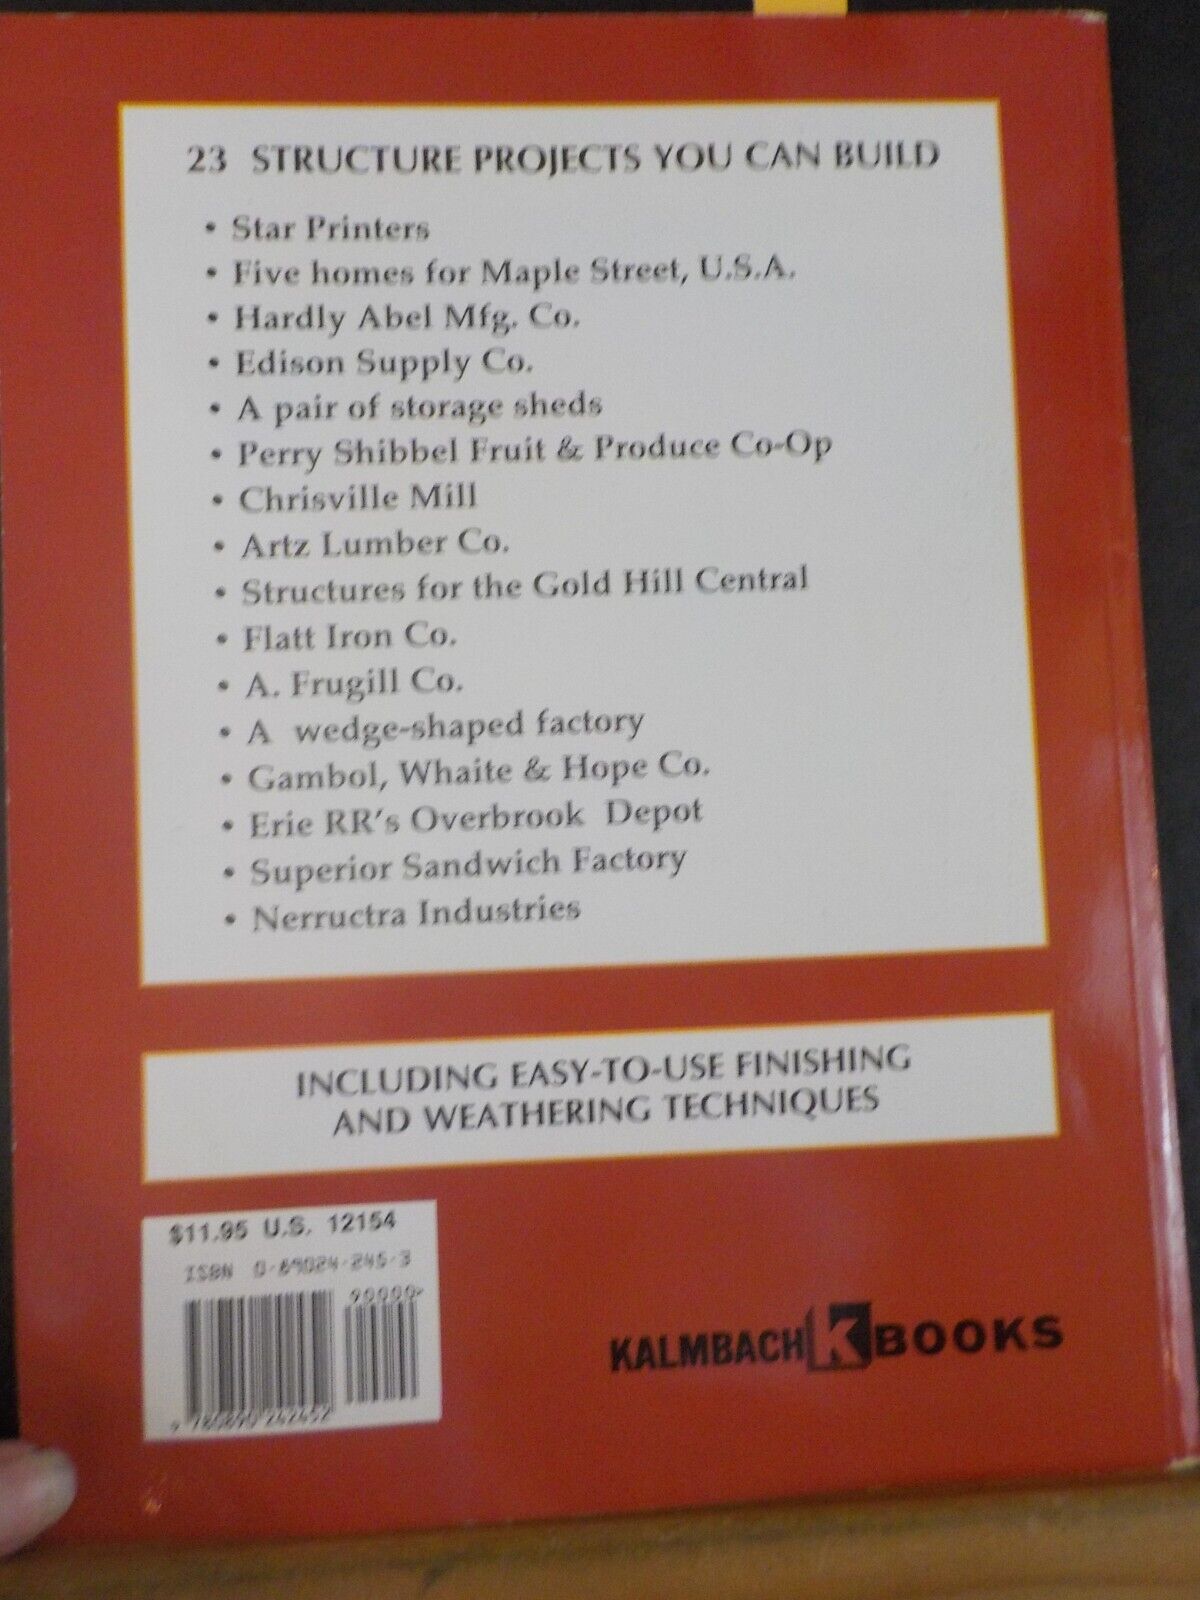 23 STRUCTURE PROJECTS YOU CAN BUILD
• Star Printers
• Five homes for Maple Street, U.S.A.
• Hardly Abel Mfg. Co.
• Edison Supply Co.
• A pair of storage sheds
• Perry Shibbel Fruit & Produce Co-Op
• Chrisville Mill
• Artz Lumber Co.
• Structures for the Gold Hill Central
• Flatt Iron Co.
• A. Frugill Co.
• A wedge-shaped factory
• Gambol, Whaite & Hope Co.
• Erie RR's Overbrook Depot
• Superior Sandwich Factory
• Nerructra Industries
INCLUDING EASY-TO-USE FINISHING
AND WEATHERING TECHNIQUES
$11.95 U.S. 12154
ISBN 0-89024-245-3
90000>
9 780890 242452
KALMBACH K BOOKS